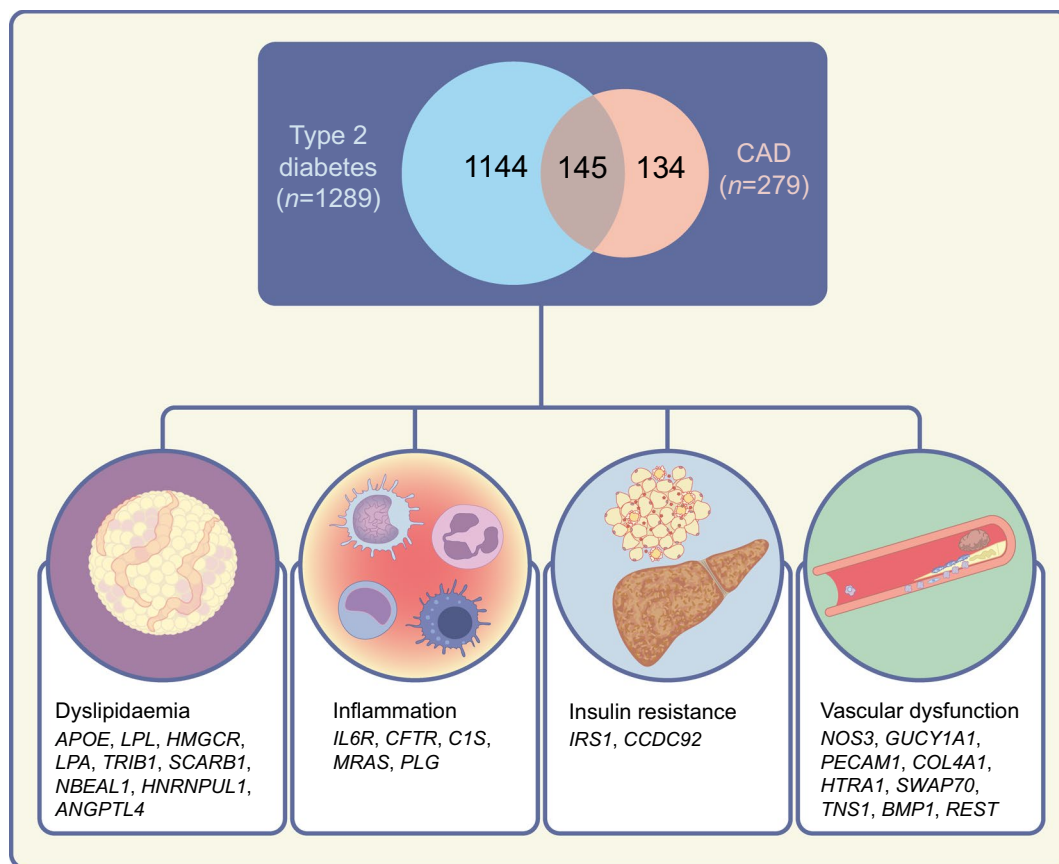 Type 2
diabetes
(n=1289)
1144
145
134
CAD
(n=279)
Dyslipidaemia
APOE, LPL, HMGCR,
LPA, TRIB1, SCARB1,
NBEAL1, HNRNPUL1,
ANGPTL4
Inflammation
IL6R, CFTR, C1S,
MRAS, PLG
Insulin resistance
IRS1, CCDC92
Vascular dysfunction
NOS3, GUCY1A1,
PECAM1, COL4A1,
HTRA1, SWAP70,
TNS1, BMP1, REST